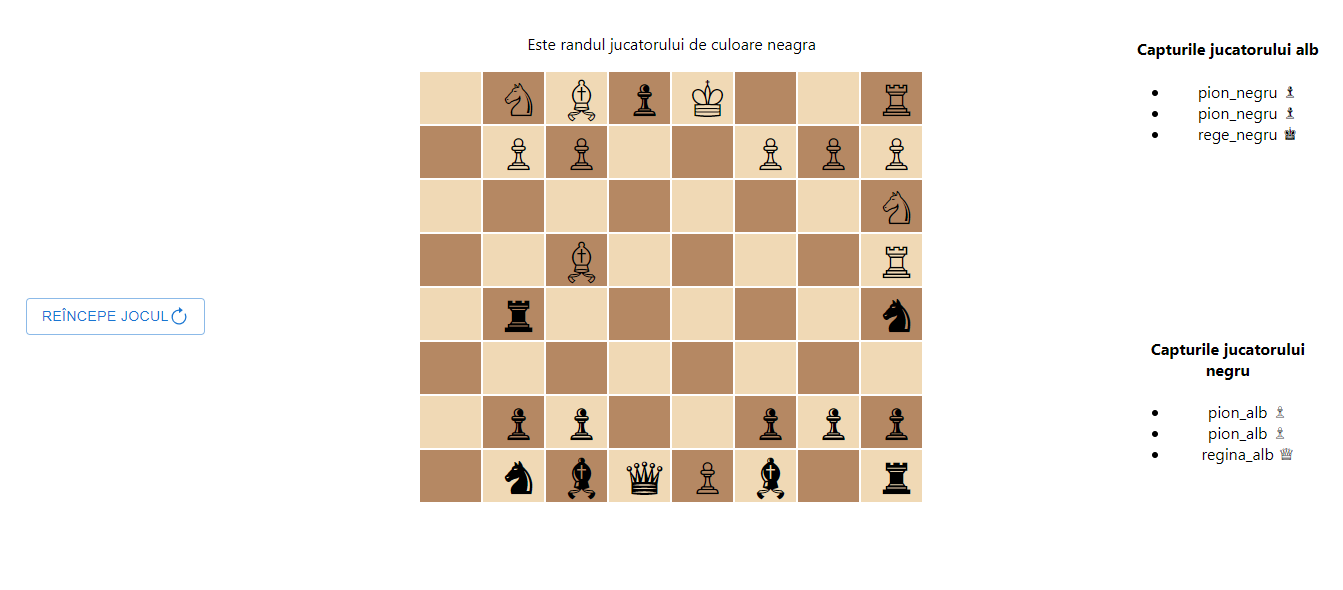 Este randul jucatorului de culoare neagra
Capturile jucatorului alb
pion_negru
pion_negru
rege_negru
REÎNCEPE JOCUL
Capturile jucatorului
negru
pion_alb
pion_alb
regina_alb